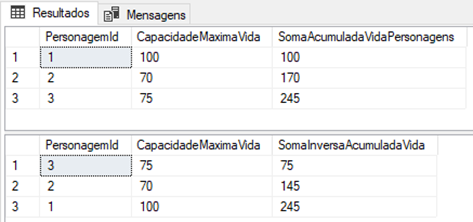 Resultados Mensagens
PersonagemId CapacidadeMaximaVida SomaAcumuladaVidaPersonagens
1 1 100 100
2 2 70 170
3 3 75 245
PersonagemId CapacidadeMaximaVida SomaInversaAcumuladaVida
1 3 75 75
2 2 70 145
3 1 100 245